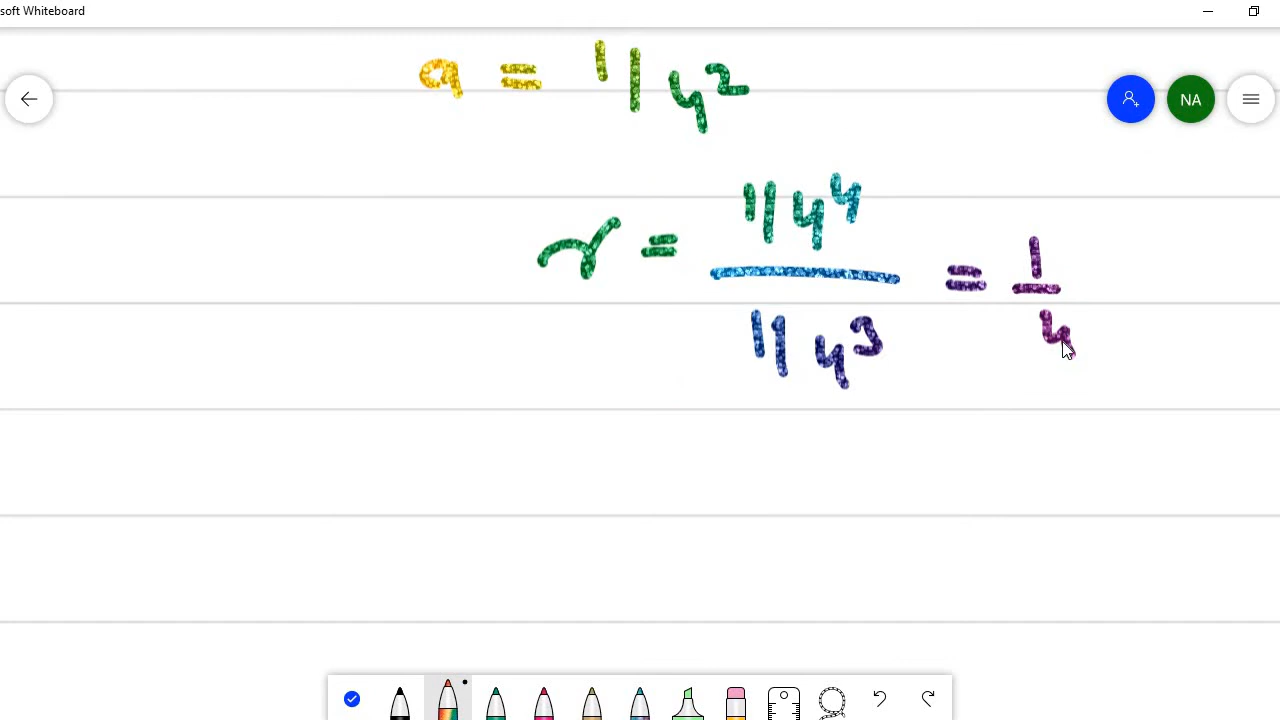 soft Whiteboard
a = 1/4²
NA
r = (1/4⁴)/(1/4³) = 1/4